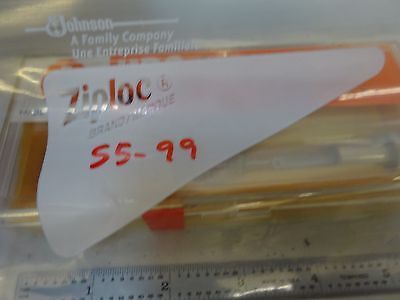 Johnson
A Family Company
Une Entreprise Familiale
Ziploc ®
BRAND/MARQUE
S5-99
1 2 3 4 5